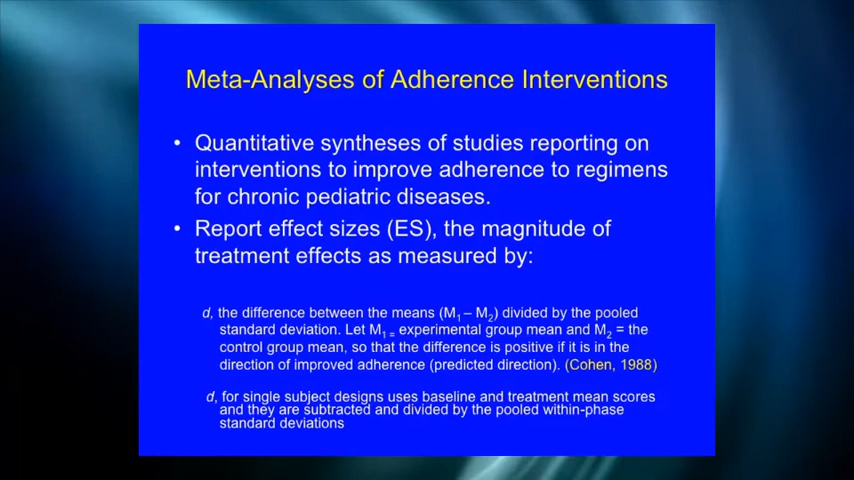 Meta-Analyses of Adherence Interventions
• Quantitative syntheses of studies reporting on
interventions to improve adherence to regimens
for chronic pediatric diseases.
• Report effect sizes (ES), the magnitude of
treatment effects as measured by:
d, the difference between the means (M1 – M2) divided by the pooled
standard deviation. Let M1 = experimental group mean and M2 = the
control group mean, so that the difference is positive if it is in the
direction of improved adherence (predicted direction). (Cohen, 1988)
d, for single subject designs uses baseline and treatment mean scores
and they are subtracted and divided by the pooled within-phase
standard deviations